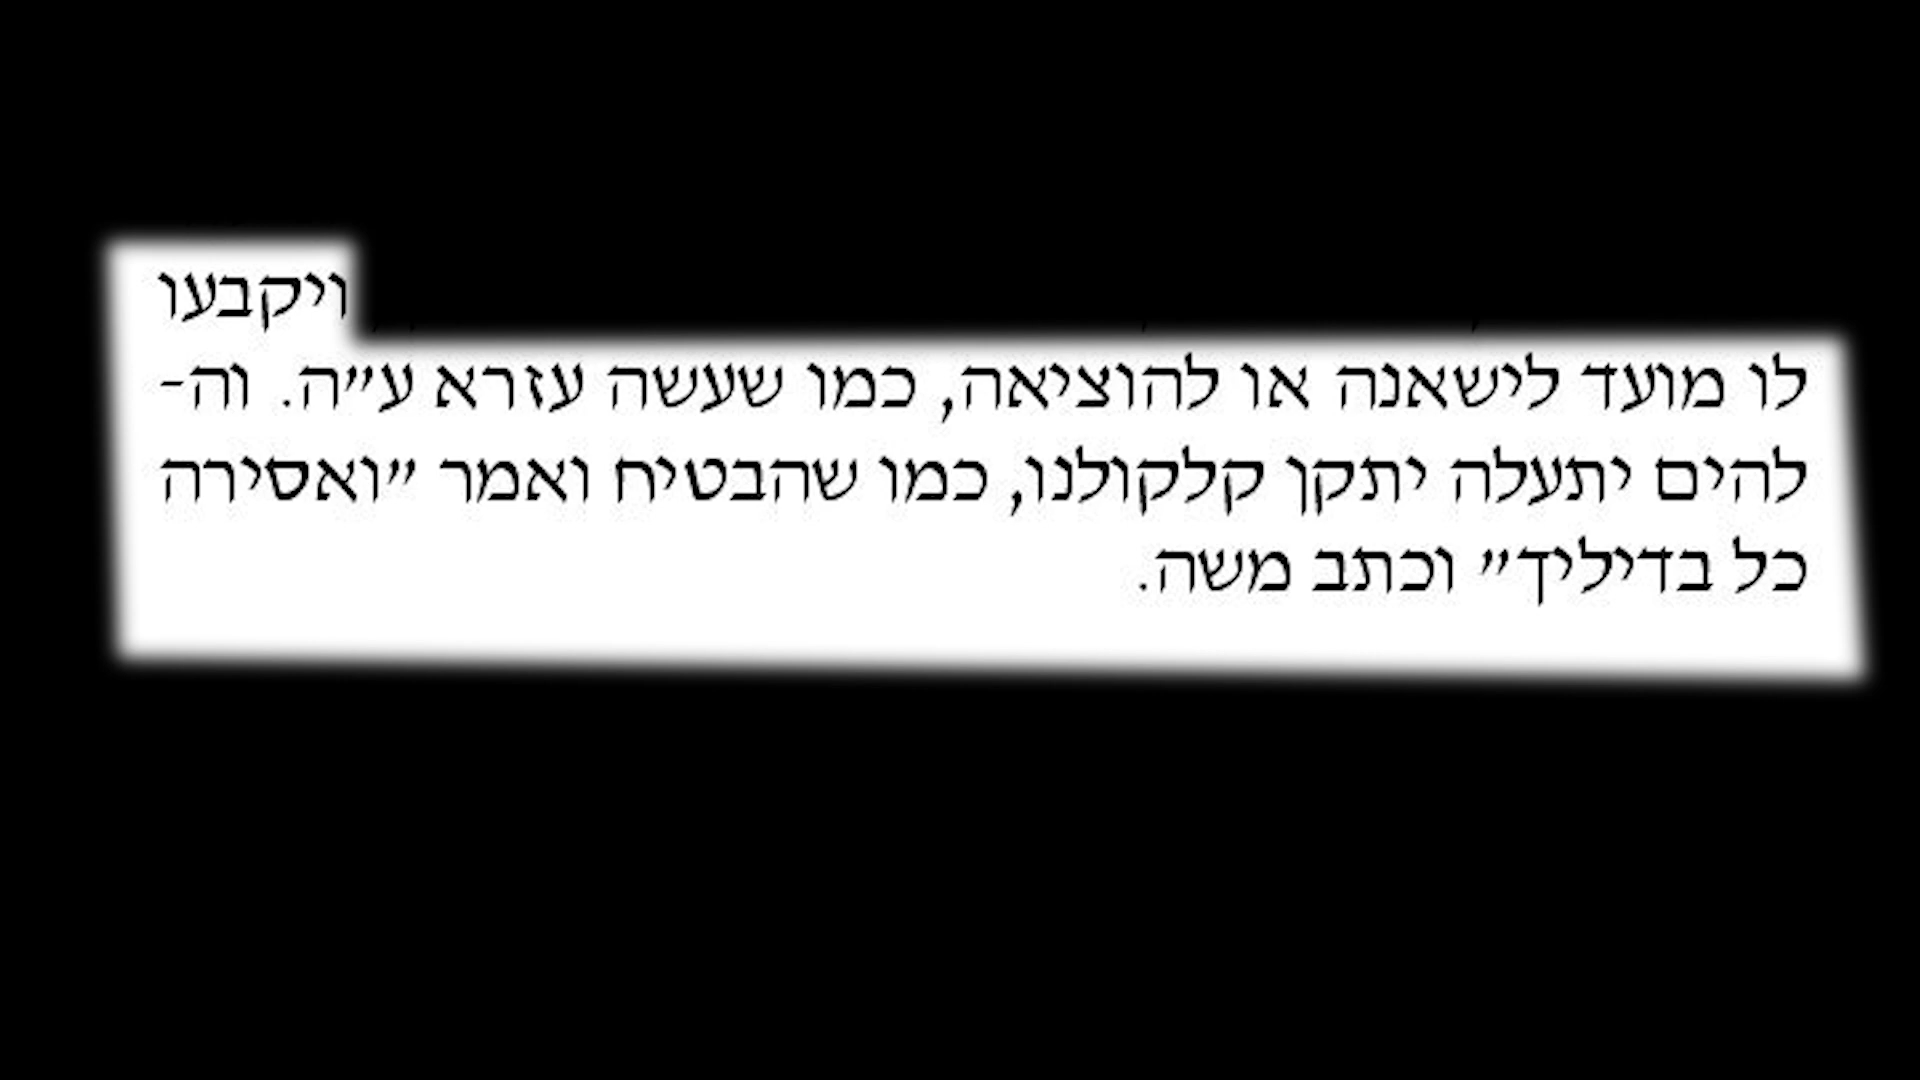 ויקבעו
לו מועד לישאנה או להוציאה, כמו שעשה עזרא ע״ה. וה-
להים יתעלה יתקן קלקולנו, כמו שהבטיח ואמר ״ואסירה
כל בדיליך״ וכתב משה.